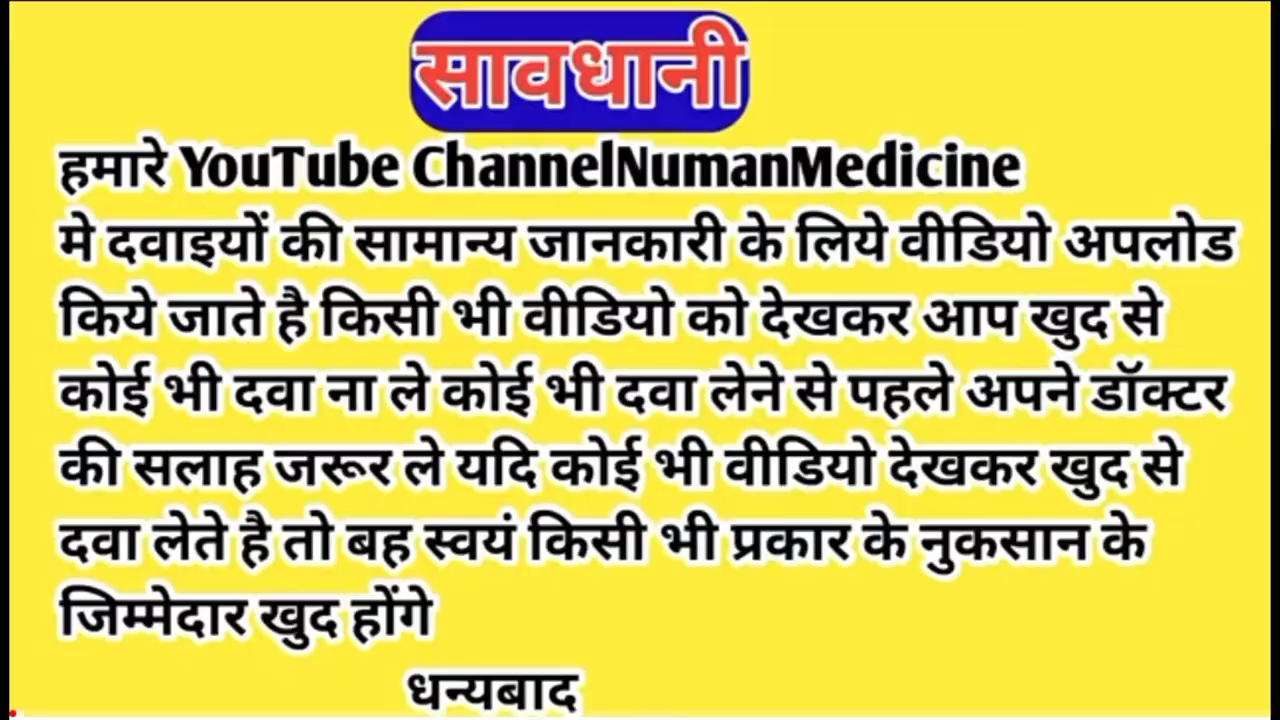 सावधानी
हमारे YouTube ChannelNumanMedicine
मे दवाइयों की सामान्य जानकारी के लिये वीडियो अपलोड
किये जाते है किसी भी वीडियो को देखकर आप खुद से
कोई भी दवा ना ले कोई भी दवा लेने से पहले अपने डॉक्टर
की सलाह जरूर ले यदि कोई भी वीडियो देखकर खुद से
दवा लेते है तो बह स्वयं किसी भी प्रकार के नुकसान के
जिम्मेदार खुद होंगे
धन्यबाद